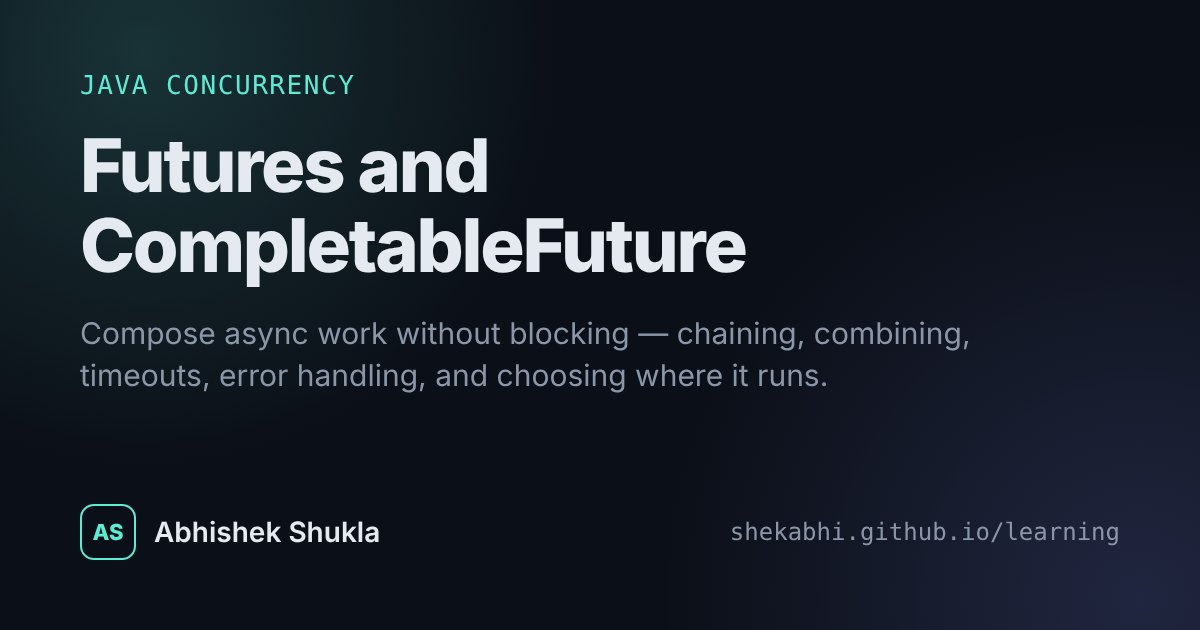 JAVA CONCURRENCY
Futures and
CompletableFuture
Compose async work without blocking — chaining, combining,
timeouts, error handling, and choosing where it runs.
AS Abhishek Shukla
shekabhi.github.io/learning